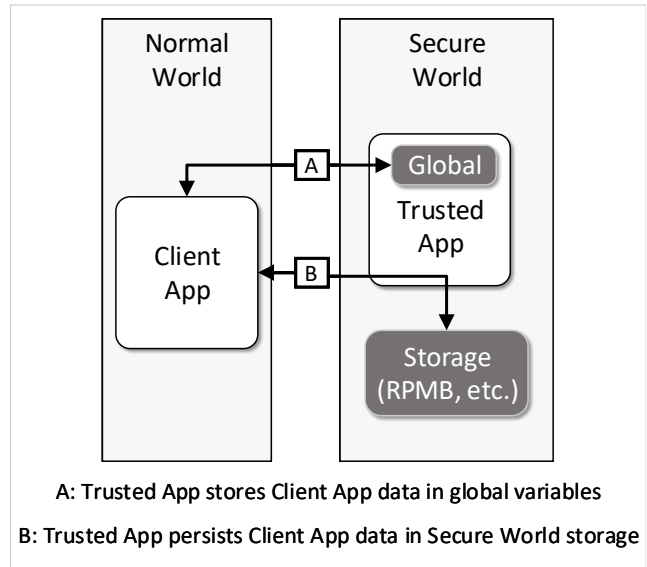 Normal
World
Secure
World
A
Global
Trusted
App
Client
App
B
Storage
(RPMB, etc.)
A: Trusted App stores Client App data in global variables
B: Trusted App persists Client App data in Secure World storage